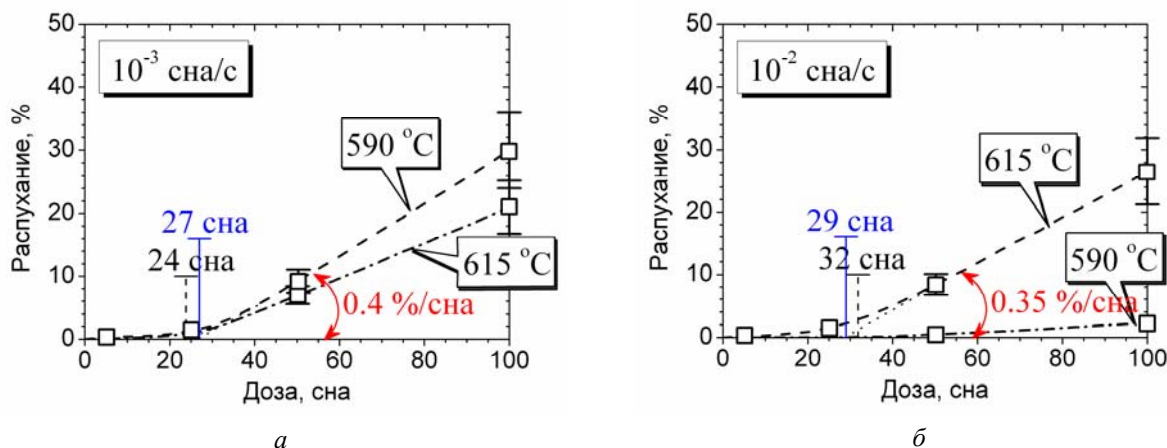 50
40
30
20
10
0
Распухание, %
10⁻³ сна/с
590 °C
27 сна
24 сна
615 °C
0.4 %/сна
0 20 40 60 80 100
Доза, сна
а
50
40
30
20
10
0
Распухание, %
10⁻² сна/с
615 °C
29 сна
32 сна
590 °C
0.35 %/сна
0 20 40 60 80 100
Доза, сна
б